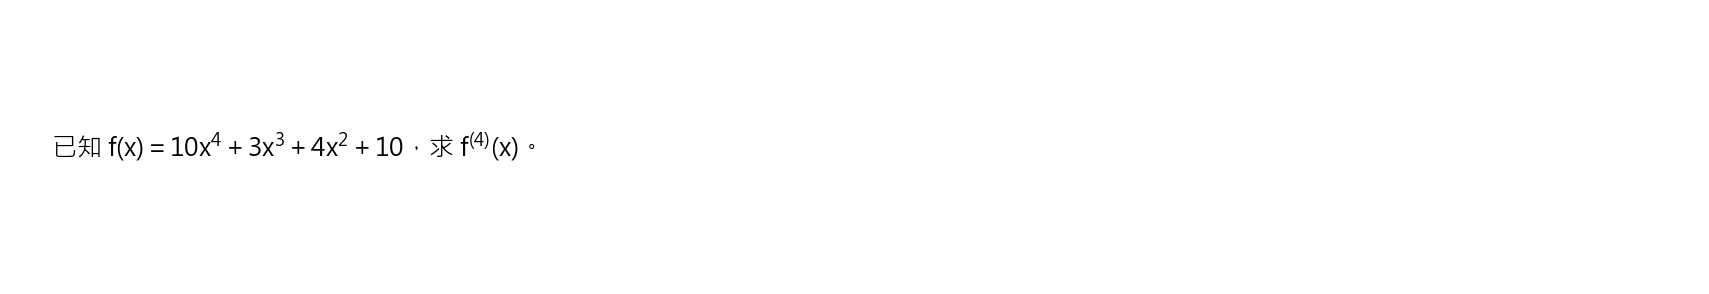 已知 f(x) = 10x⁴ + 3x³ + 4x² + 10，求 f⁽⁴⁾(x)。